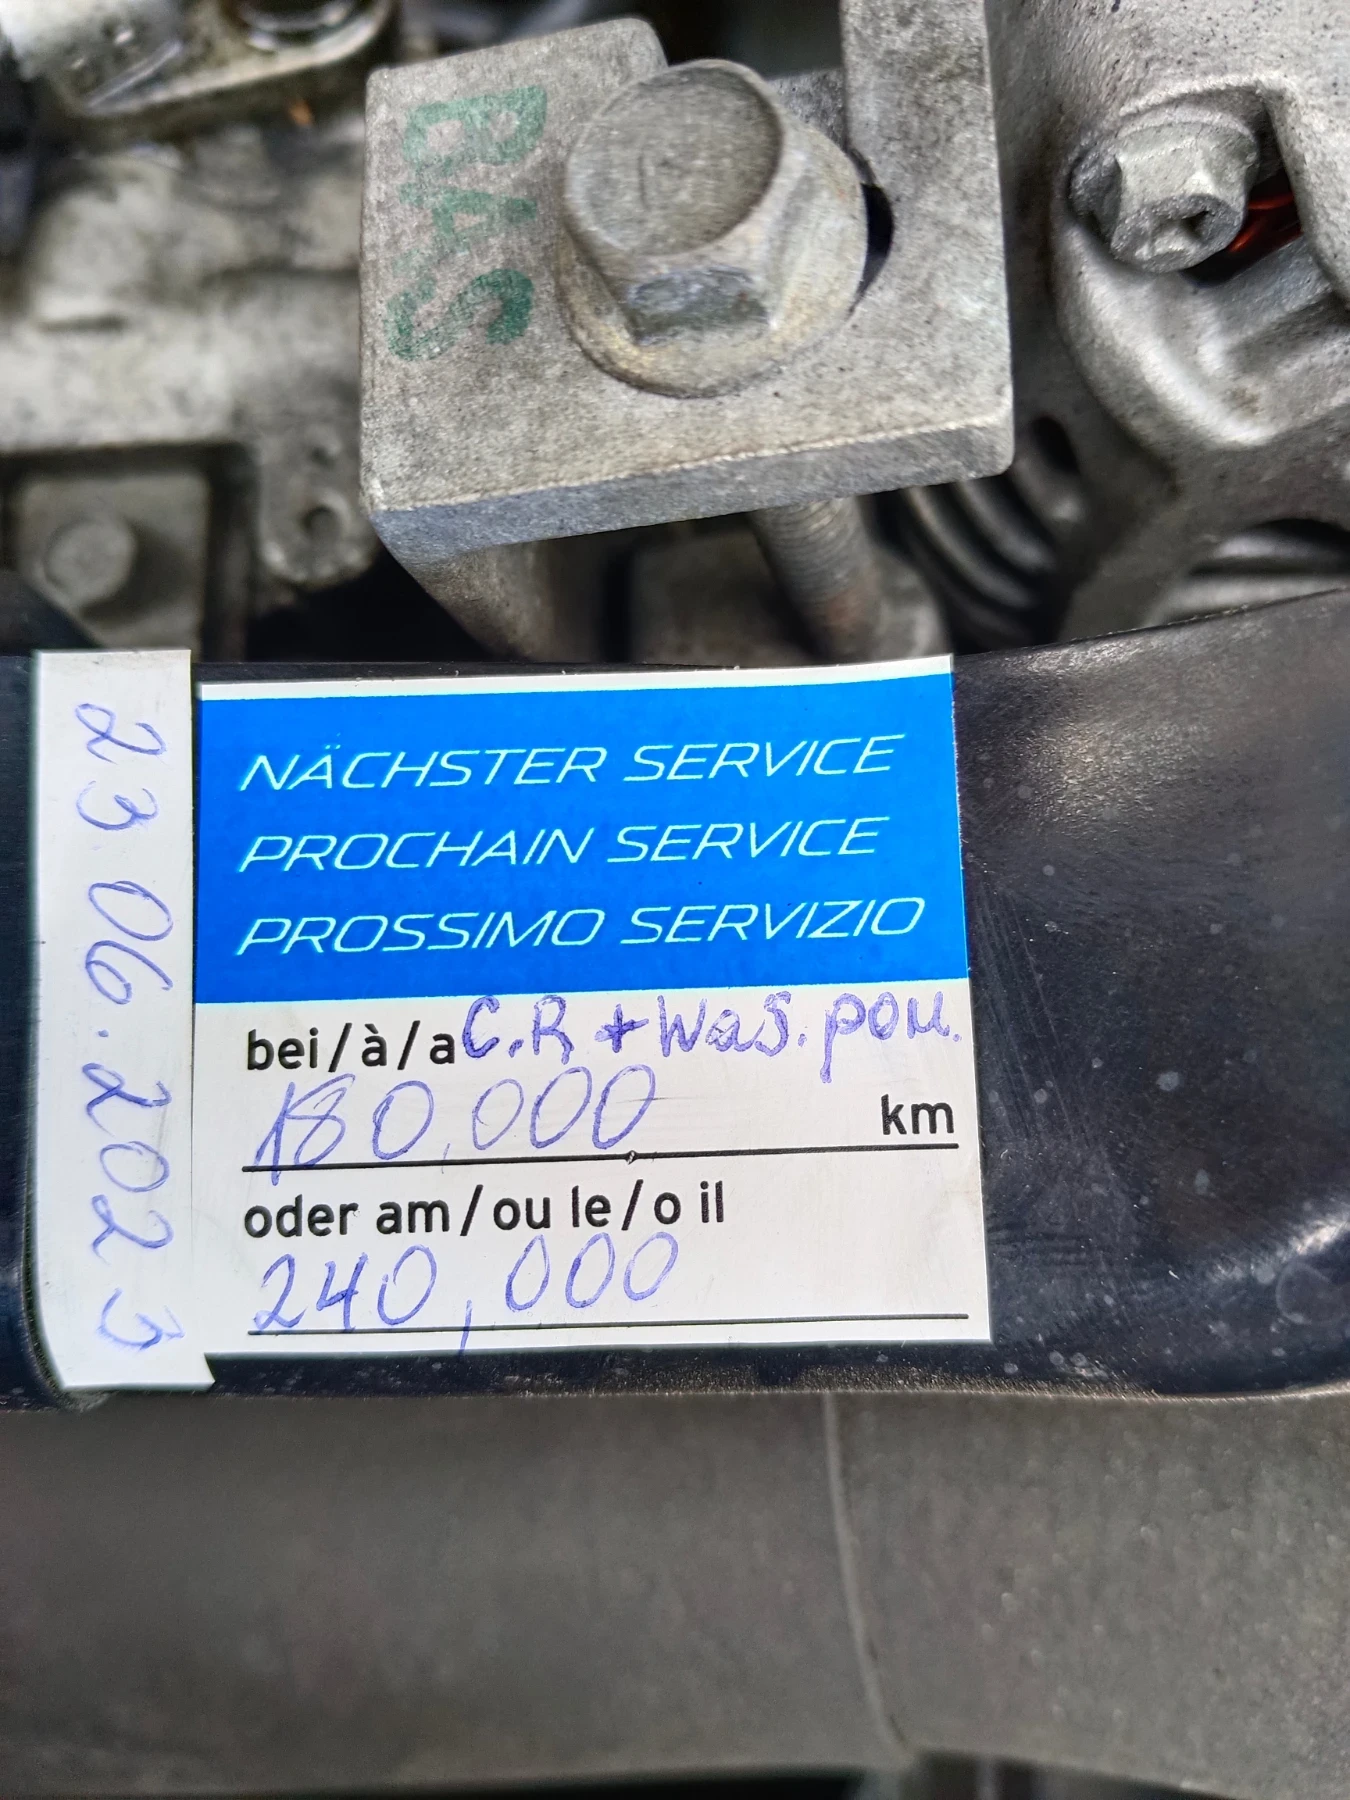 BAS
23.06.2023
NÄCHSTER SERVICE
PROCHAIN SERVICE
PROSSIMO SERVIZIO
bei/à/a C.R + Was. pom.
180,000 km
oder am/ou le/o il
240,000